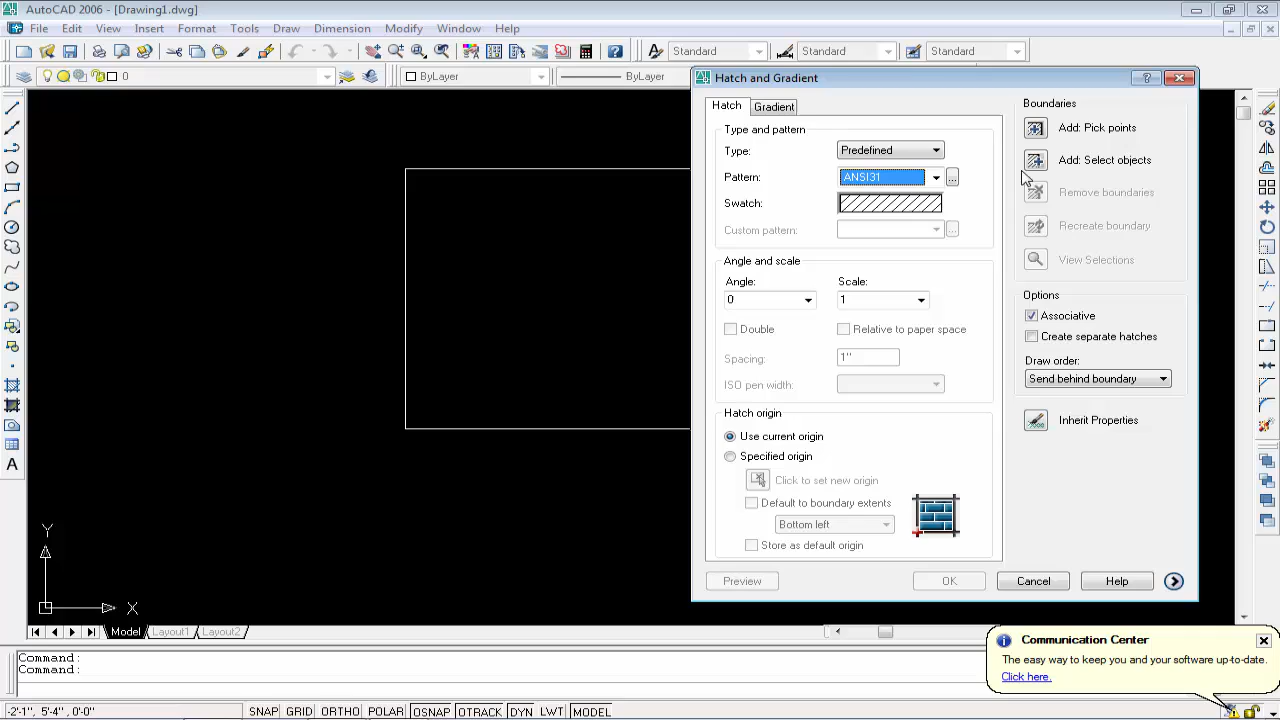 AutoCAD 2006 - [Drawing1.dwg]
File Edit View Insert Format Tools Draw Dimension Modify Window Help
Standard Standard Standard
0 ByLayer ByLayer
Hatch and Gradient
Hatch Gradient
Type and pattern
Type: Predefined
Pattern: ANSI31 ...
Swatch:
Custom pattern: ...
Angle and scale
Angle: Scale:
0 1
Double Relative to paper space
Spacing: 1"
ISO pen width:
Hatch origin
Use current origin
Specified origin
Click to set new origin
Default to boundary extents
Bottom left
Store as default origin
Boundaries
Add: Pick points
Add: Select objects
Remove boundaries
Recreate boundary
View Selections
Options
Associative
Create separate hatches
Draw order:
Send behind boundary
Inherit Properties
Preview OK Cancel Help
A
Y
X
Model Layout1 Layout2
Command:
Command:
Communication Center
The easy way to keep you and your software up-to-date.
Click here.
-2'-1", 5'-4" , 0'-0" SNAP GRID ORTHO POLAR OSNAP OTRACK DYN LWT MODEL